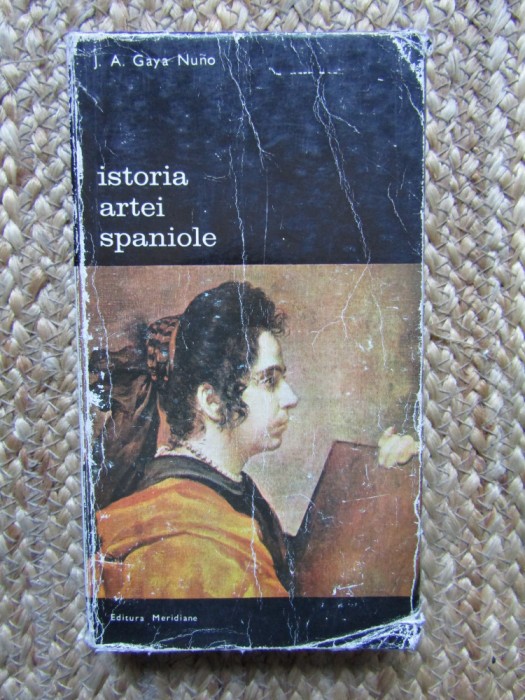 J. A. Gaya Nuño
istoria
artei
spaniole
Editura Meridiane